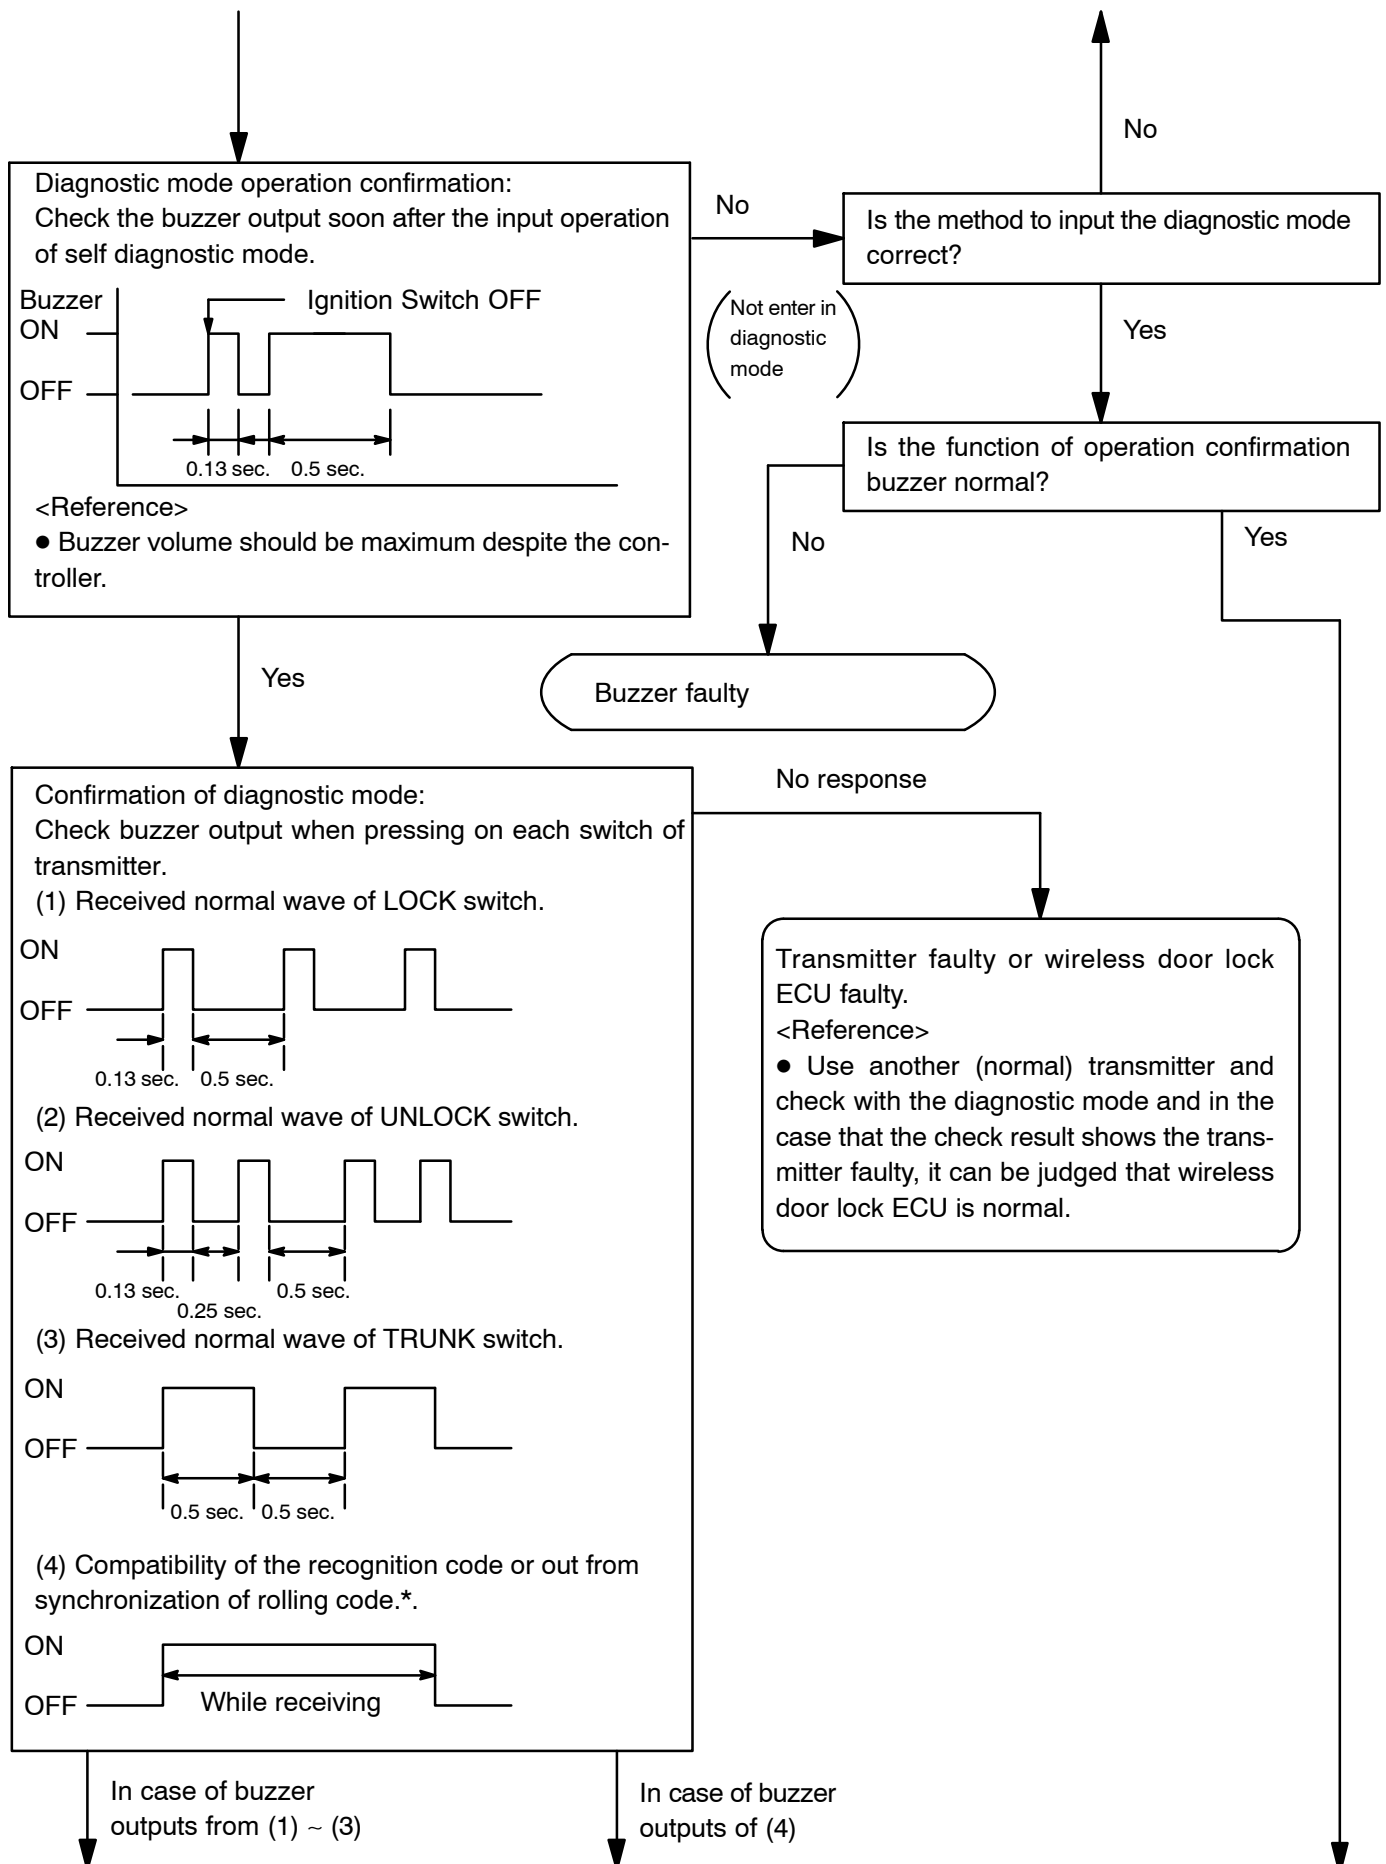 No
Diagnostic mode operation confirmation:
Check the buzzer output soon after the input operation
of self diagnostic mode.
Buzzer
ON
OFF
Ignition Switch OFF
0.13 sec.
0.5 sec.
<Reference>
● Buzzer volume should be maximum despite the con-
troller.
No
Not enter in
diagnostic
mode
Is the method to input the diagnostic mode
correct?
Yes
Is the function of operation confirmation
buzzer normal?
No
Yes
Buzzer faulty
Yes
Confirmation of diagnostic mode:
Check buzzer output when pressing on each switch of
transmitter.
(1) Received normal wave of LOCK switch.
ON
OFF
0.13 sec.
0.5 sec.
(2) Received normal wave of UNLOCK switch.
ON
OFF
0.13 sec.
0.25 sec.
0.5 sec.
(3) Received normal wave of TRUNK switch.
ON
OFF
0.5 sec.
0.5 sec.
(4) Compatibility of the recognition code or out from
synchronization of rolling code.*.
ON
OFF
While receiving
No response
Transmitter faulty or wireless door lock
ECU faulty.
<Reference>
● Use another (normal) transmitter and
check with the diagnostic mode and in the
case that the check result shows the trans-
mitter faulty, it can be judged that wireless
door lock ECU is normal.
In case of buzzer
outputs from (1) ~ (3)
In case of buzzer
outputs of (4)